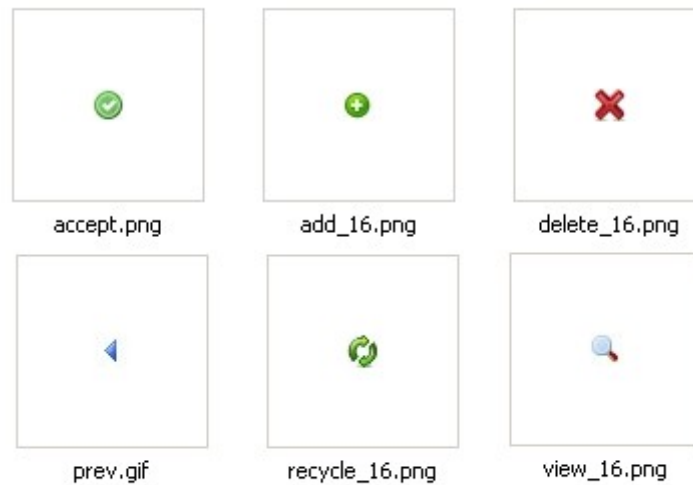 accept.png
add_16.png
delete_16.png
prev.gif
recycle_16.png
view_16.png